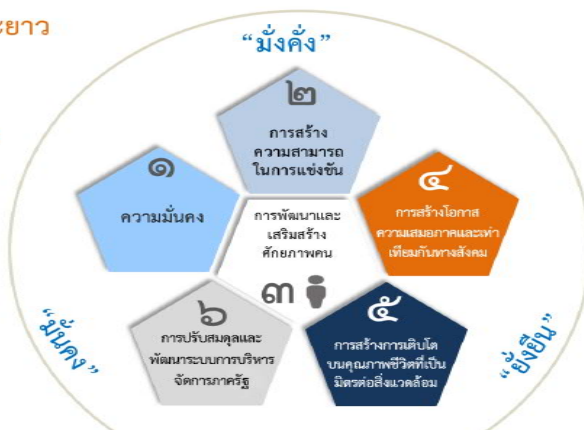 ะยาว
“มั่งคั่ง”
๒
การสร้าง
ความสามารถ
ในการแข่งขัน
๑
ความมั่นคง
๔
การสร้างโอกาส
ความเสมอภาคและเท่า
เทียมกันทางสังคม
การพัฒนาและ
เสริมสร้าง
ศักยภาพคน
๓
๖
การปรับสมดุลและ
พัฒนาระบบการบริหาร
จัดการภาครัฐ
๕
การสร้างการเติบโต
บนคุณภาพชีวิตที่เป็น
มิตรต่อสิ่งแวดล้อม
“มั่นคง”
“ยั่งยืน”